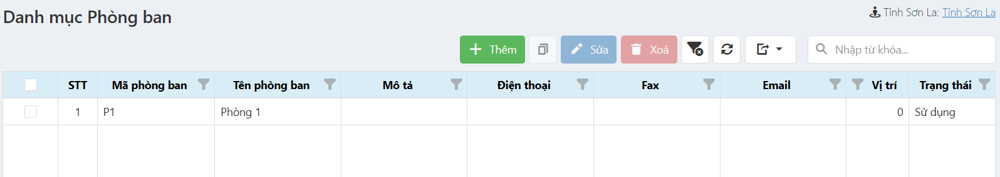 Danh mục Phòng ban
Tỉnh Sơn La: Tỉnh Sơn La
Thêm Sửa Xoá Nhập từ khóa...
STT Mã phòng ban Tên phòng ban Mô tả Điện thoại Fax Email Vị trí Trạng thái
1 P1 Phòng 1 0 Sử dụng